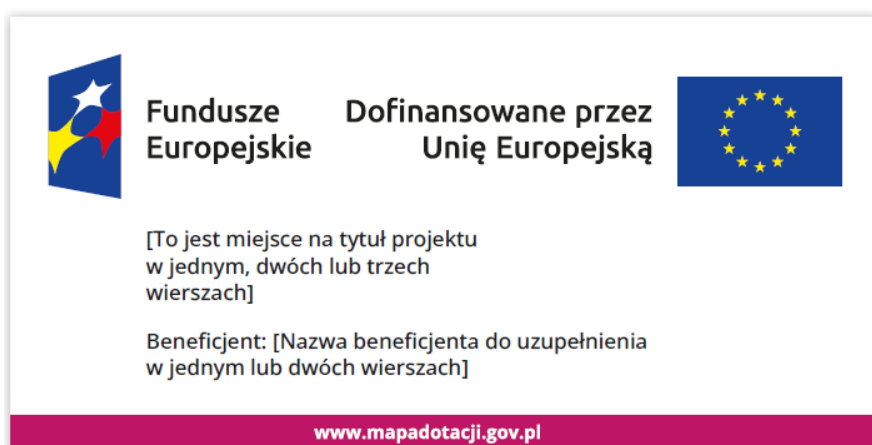 Fundusze
Europejskie
Dofinansowane przez
Unię Europejską
[To jest miejsce na tytuł projektu
w jednym, dwóch lub trzech
wierszach]
Beneficjent: [Nazwa beneficjenta do uzupełnienia
w jednym lub dwóch wierszach]
www.mapadotacji.gov.pl